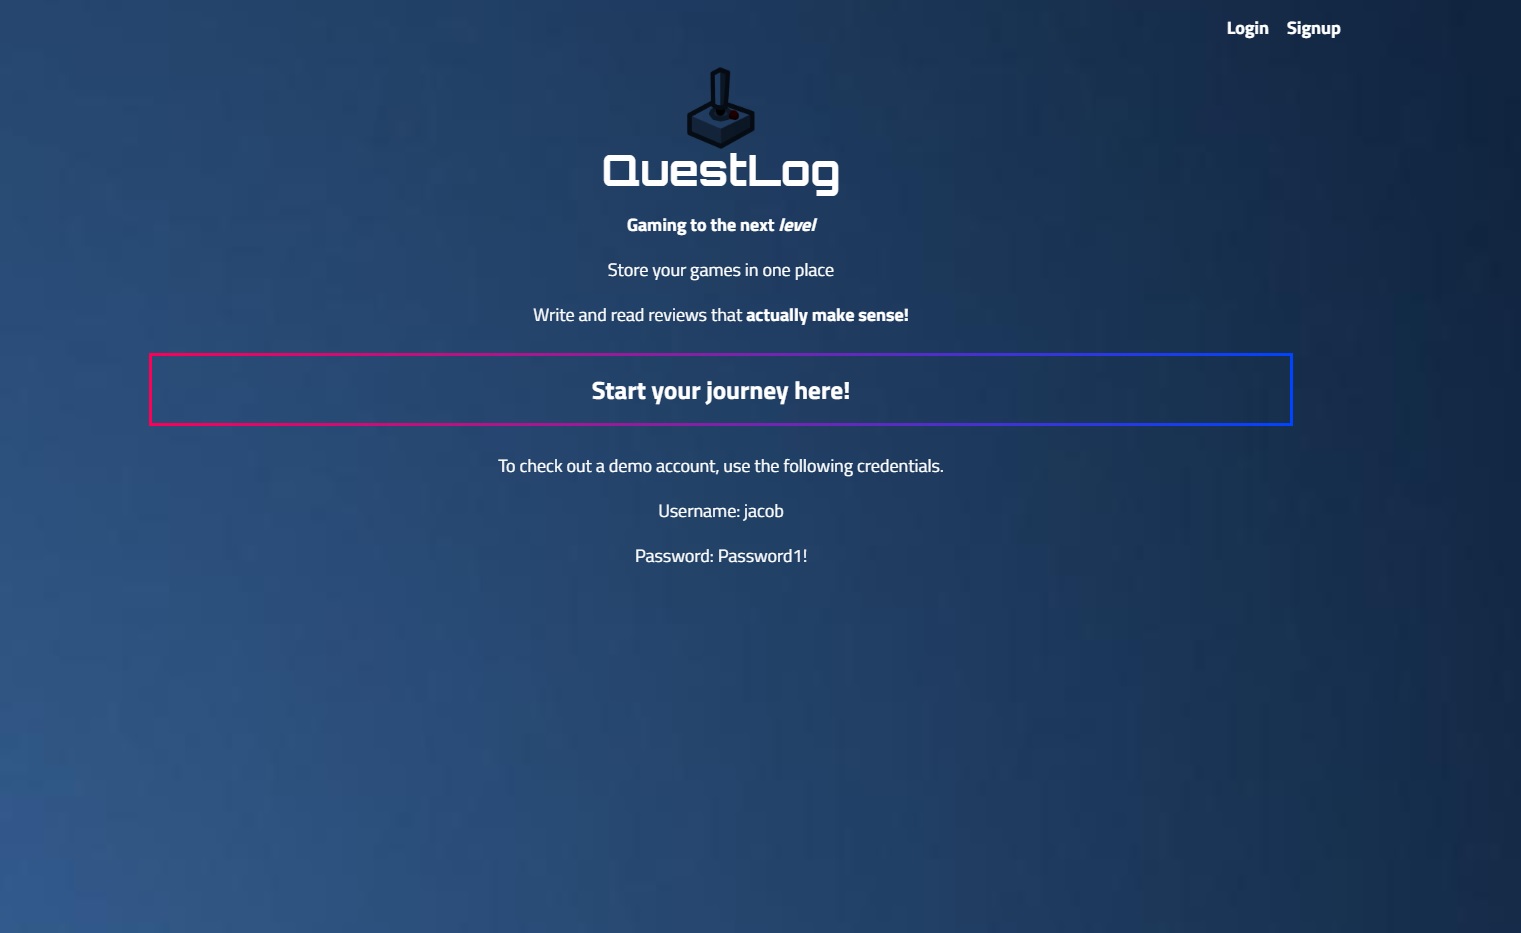 Login Signup
QuestLog
Gaming to the next level
Store your games in one place
Write and read reviews that actually make sense!
Start your journey here!
To check out a demo account, use the following credentials.
Username: jacob
Password: Password1!